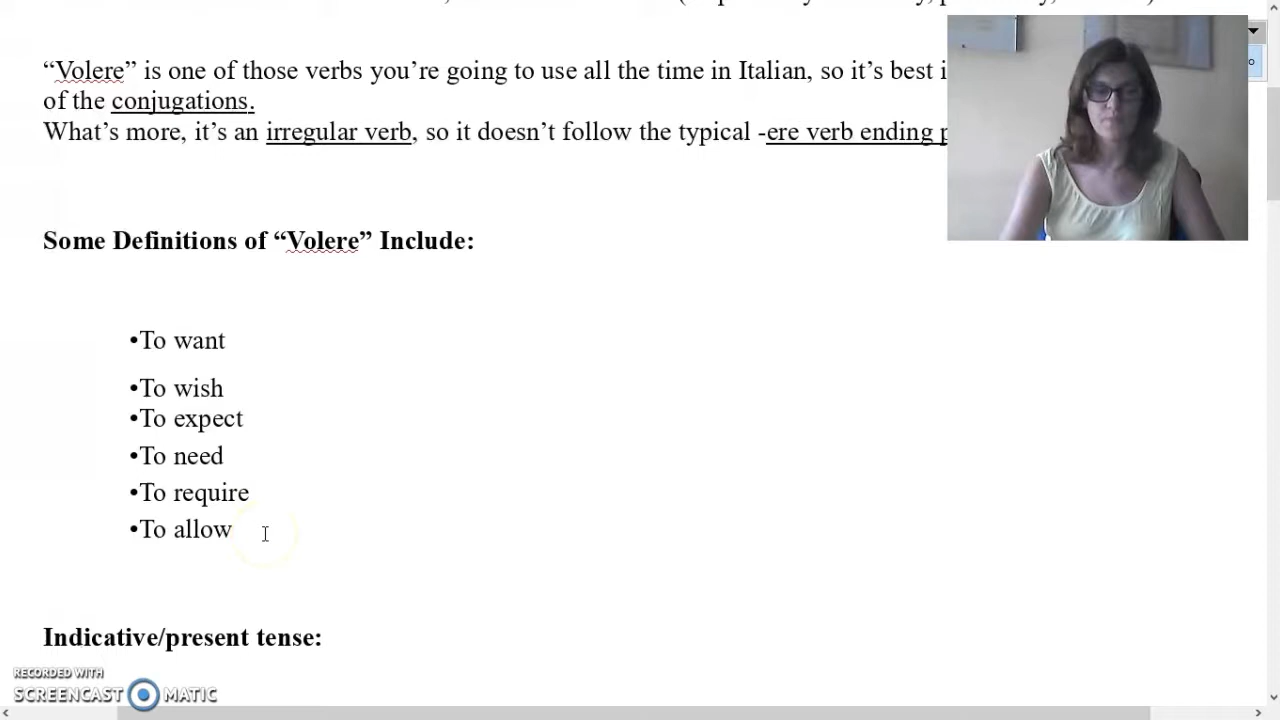 “Volere” is one of those verbs you’re going to use all the time in Italian, so it’s best i
of the conjugations.
What’s more, it’s an irregular verb, so it doesn’t follow the typical -ere verb ending p
Some Definitions of “Volere” Include:
•To want
•To wish
•To expect
•To need
•To require
•To allow
Indicative/present tense:
RECORDED WITH
SCREENCAST MATIC